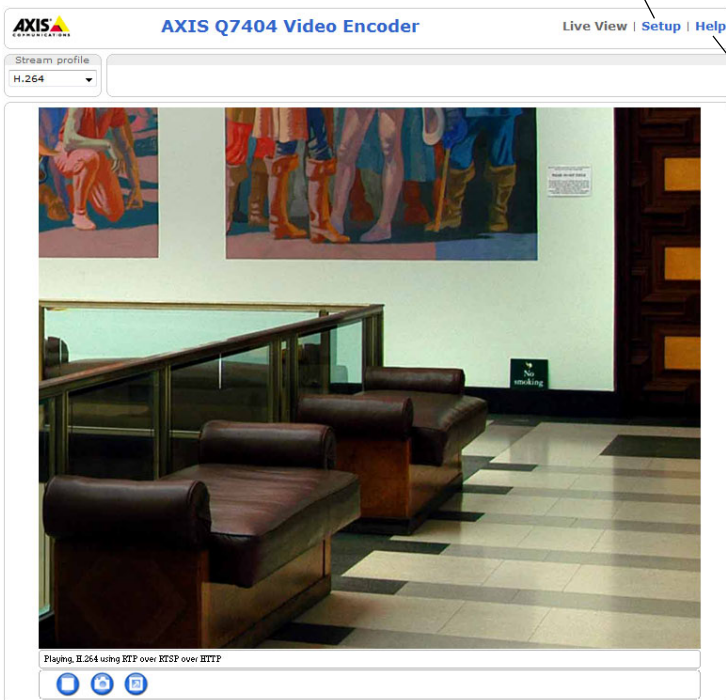 AXIS
COMMUNICATIONS
AXIS Q7404 Video Encoder
Live View | Setup | Help
Stream profile
H.264
No
smoking
Playing, H.264 using RTP over RTSP over HTTP